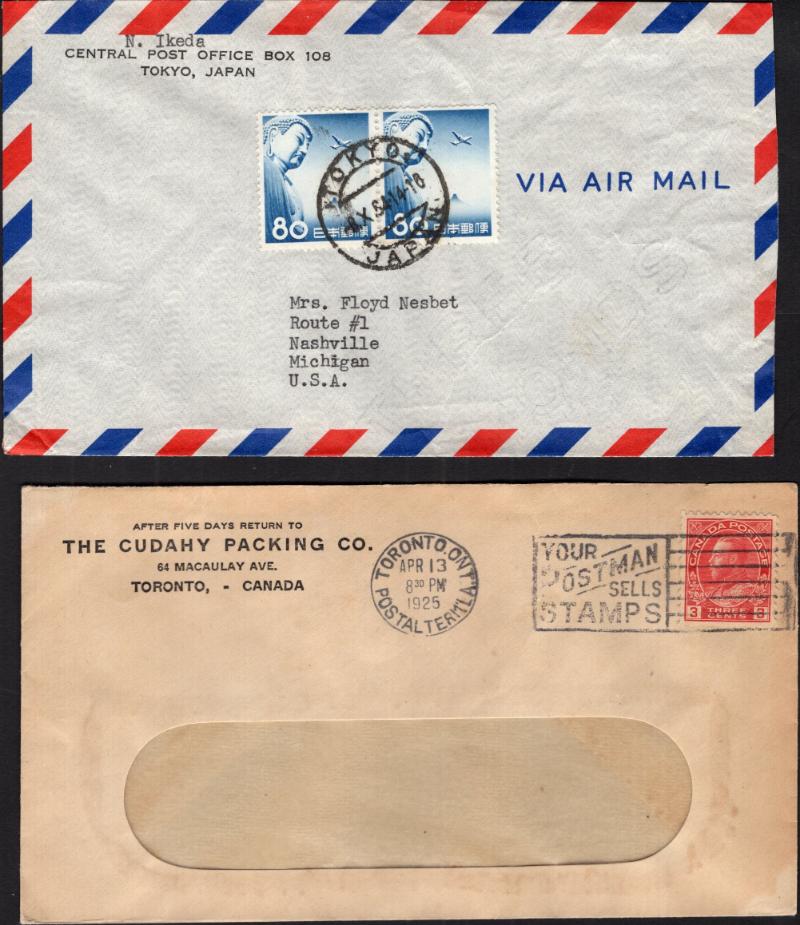 N. Ikeda
CENTRAL POST OFFICE BOX 108
TOKYO, JAPAN
80 日本郵便
80 日本郵便
TOKYO
JAPAN
VIA AIR MAIL
Mrs. Floyd Nesbet
Route #1
Nashville
Michigan
U.S.A.
AFTER FIVE DAYS RETURN TO
THE CUDAHY PACKING CO.
64 MACAULAY AVE.
TORONTO, - CANADA
TORONTO, ONT
APR 13
8 30 PM
1925
POSTAL TERM'L A
YOUR
POSTMAN
SELLS
STAMPS
CANADA POSTAGE
3 THREE
CENTS